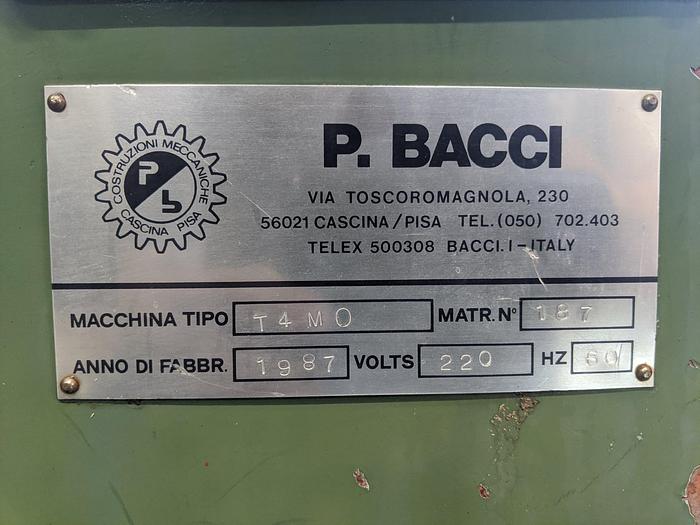 COSTRUZIONI MECCANICHE
P b
CASCINA PISA
P. BACCI
VIA TOSCOROMAGNOLA, 230
56021 CASCINA/PISA TEL.(050) 702.403
TELEX 500308 BACCI.I-ITALY
MACCHINA TIPO T4MO MATR.N° 187
ANNO DI FABBR. 1987 VOLTS 220 HZ 60